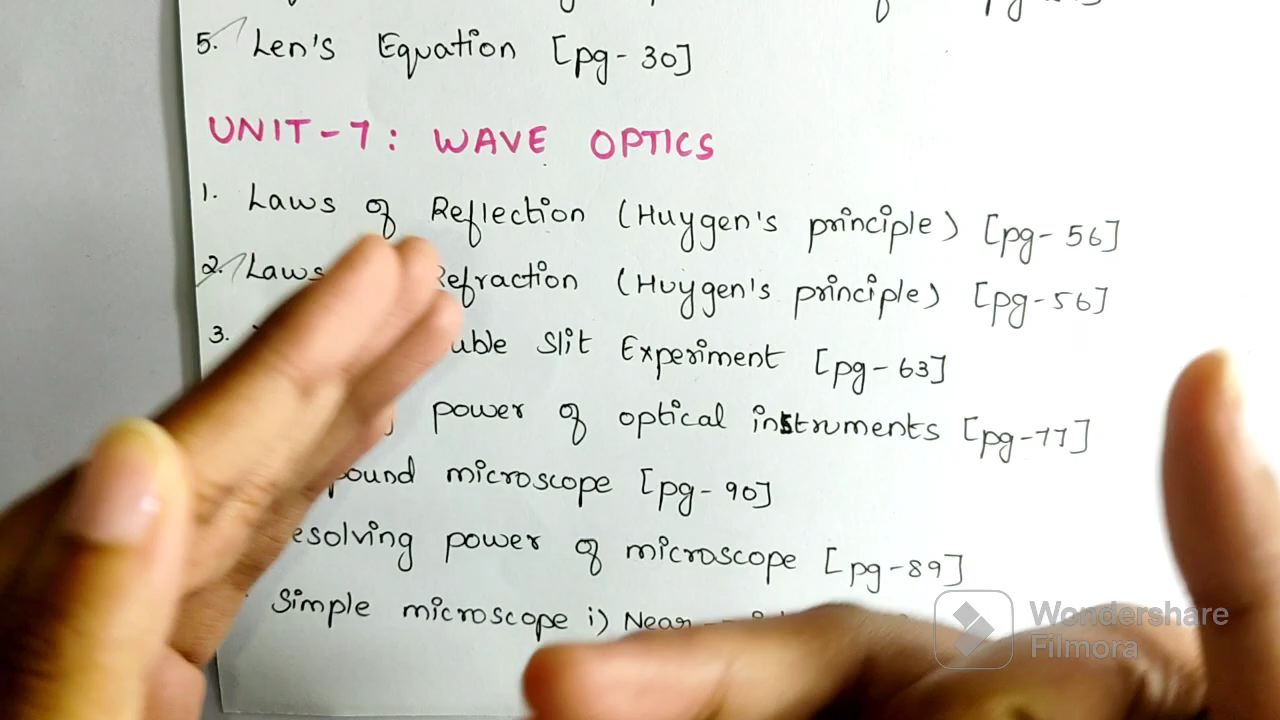 5. Len's Equation [pg- 30]
UNIT-7: WAVE OPTICS
1. Laws of Reflection (Huygen's principle) [pg- 56]
2. Laws Refraction (Huygen's principle) [pg-56]
3. uble Slit Experiment [pg- 63]
power of optical instruments [pg-77]
pound microscope [pg- 90]
esolving power of microscope [pg-89]
Simple microscope i) Near
Wondershare
Filmora